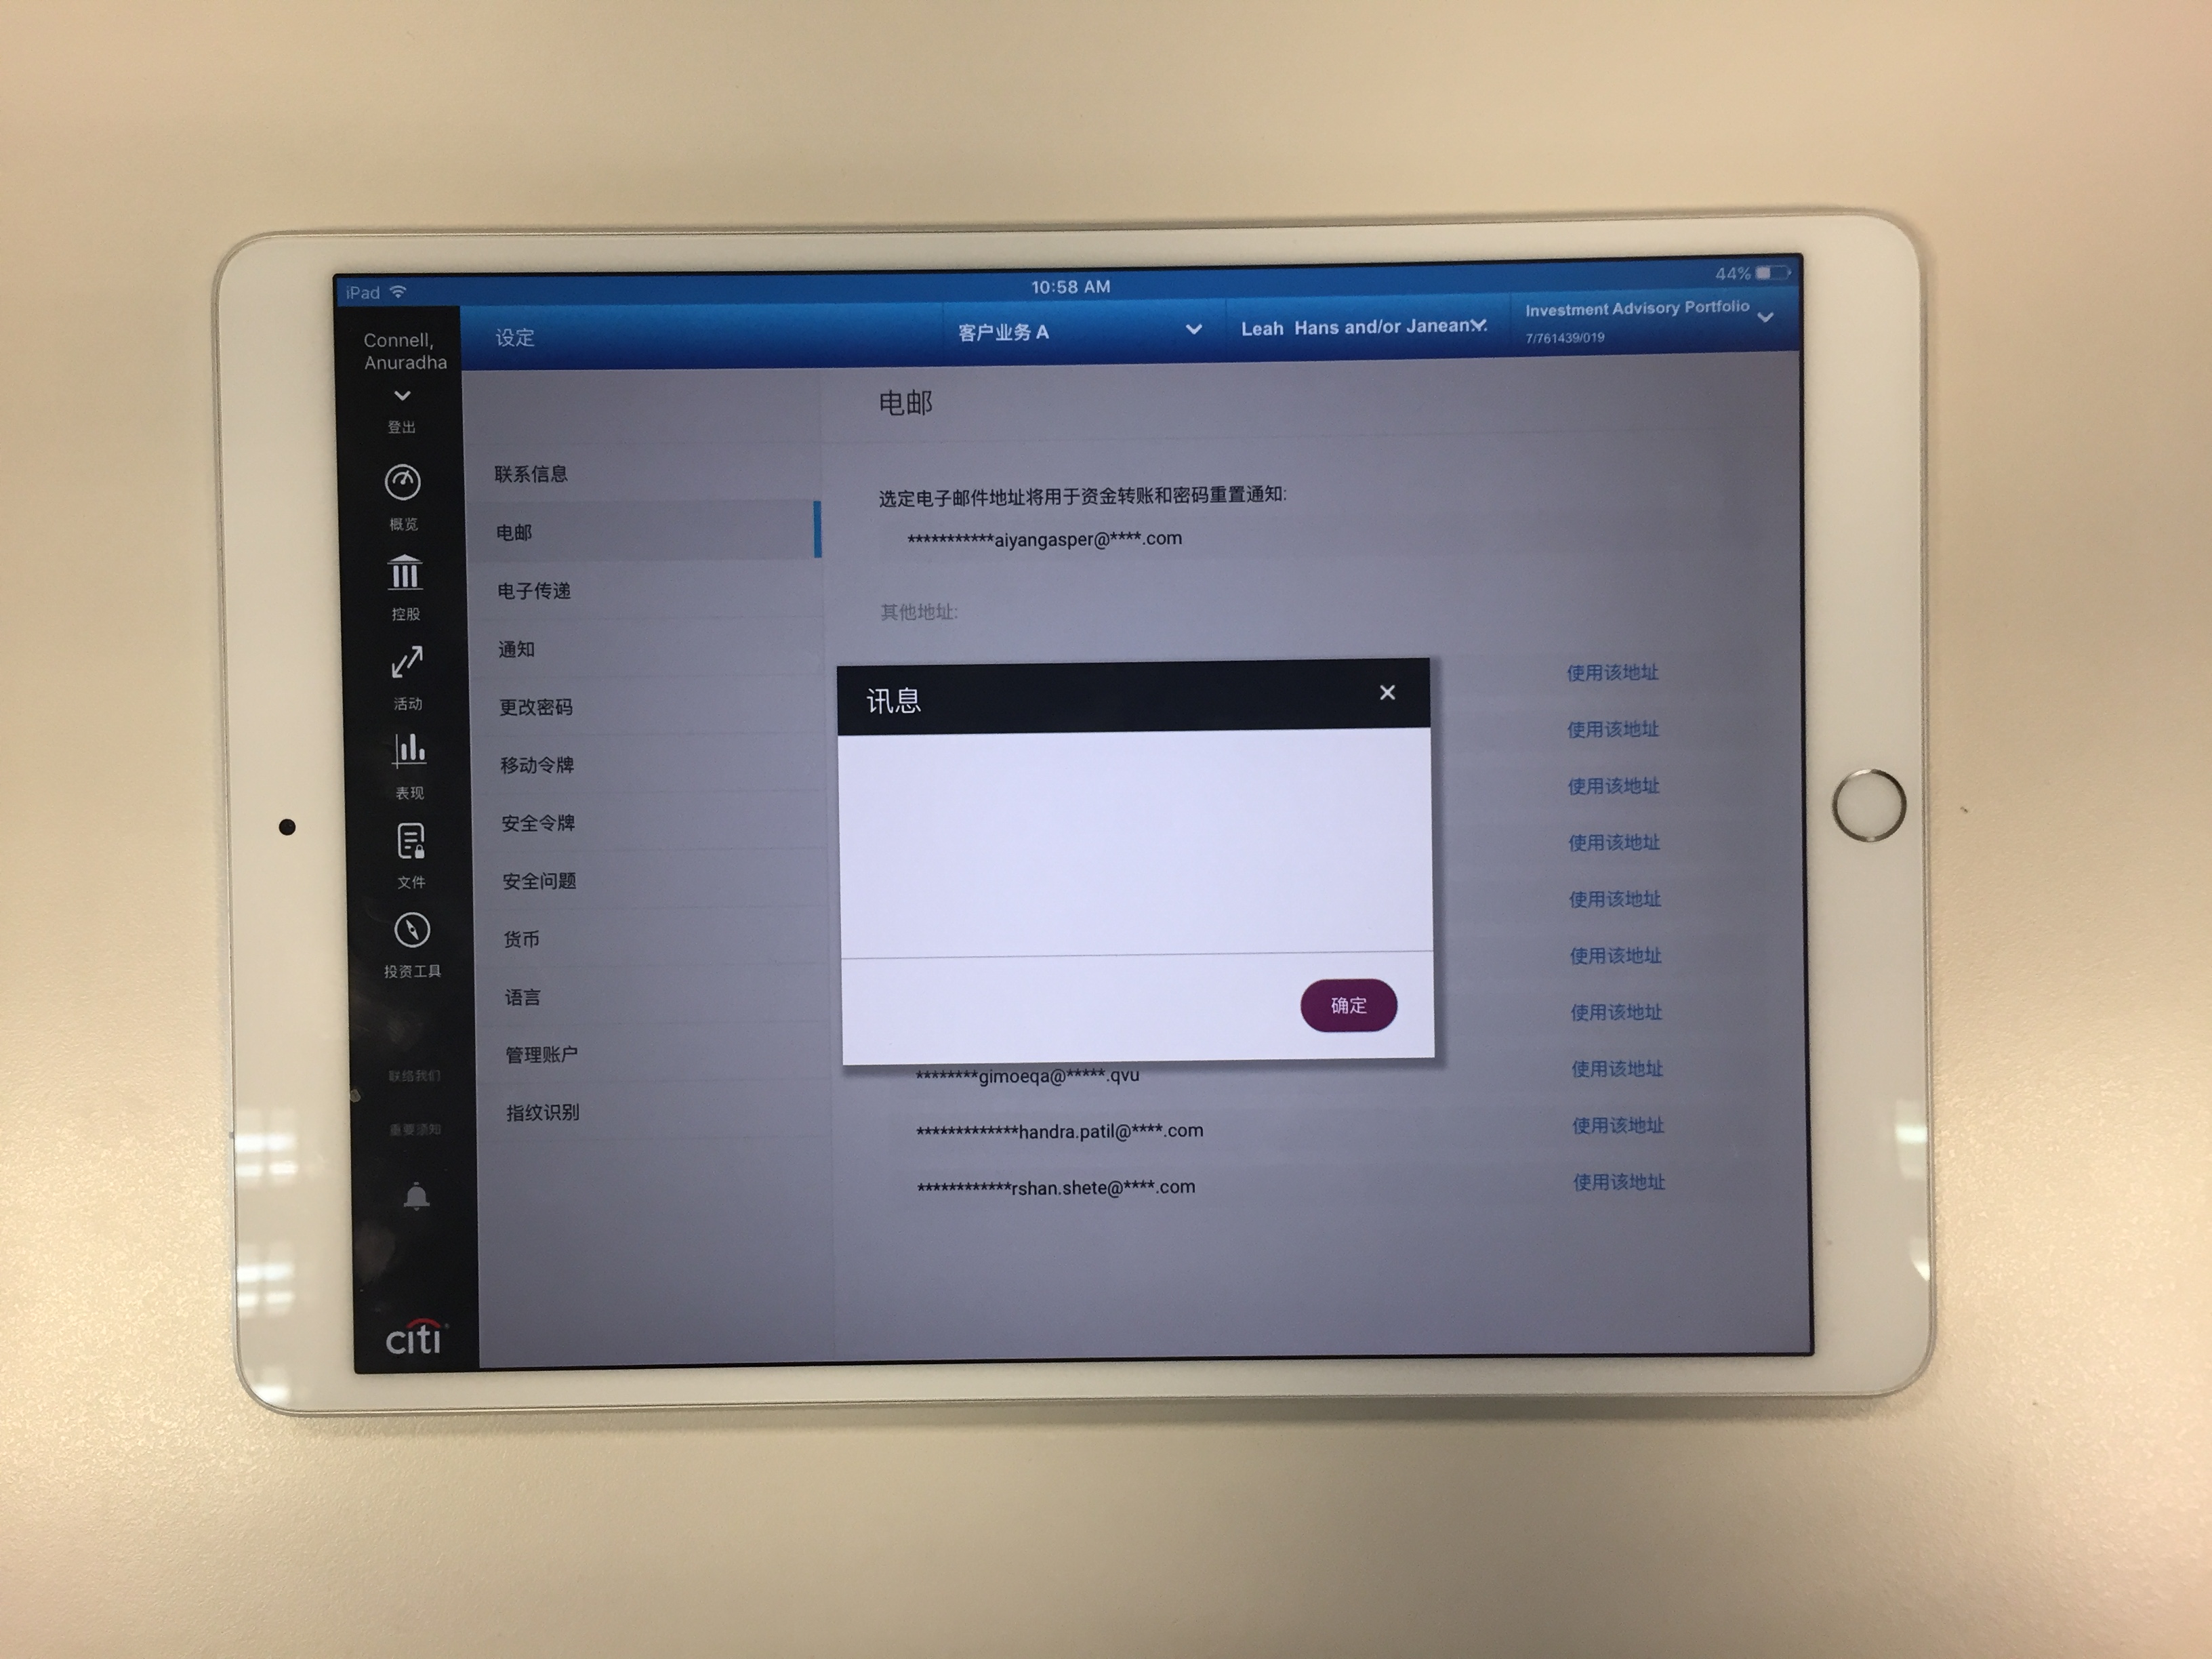 iPad
10:58 AM
44%
Connell,
Anuradha
登出
概览
控股
活动
表现
文件
投资工具
联络我们
重要须知
citi
设定
客户业务 A
Leah Hans and/or Janean...
Investment Advisory Portfolio
7/761439/019
联系信息
电邮
电子传递
通知
更改密码
移动令牌
安全令牌
安全问题
货币
语言
管理账户
指纹识别
电邮
选定电子邮件地址将用于资金转账和密码重置通知:
**********aiyangasper@****.com
其他地址:
使用该地址
使用该地址
使用该地址
使用该地址
使用该地址
使用该地址
使用该地址
********gimoeqa@*****.qvu 使用该地址
************handra.patil@****.com 使用该地址
***********rshan.shete@****.com 使用该地址
讯息
×
确定